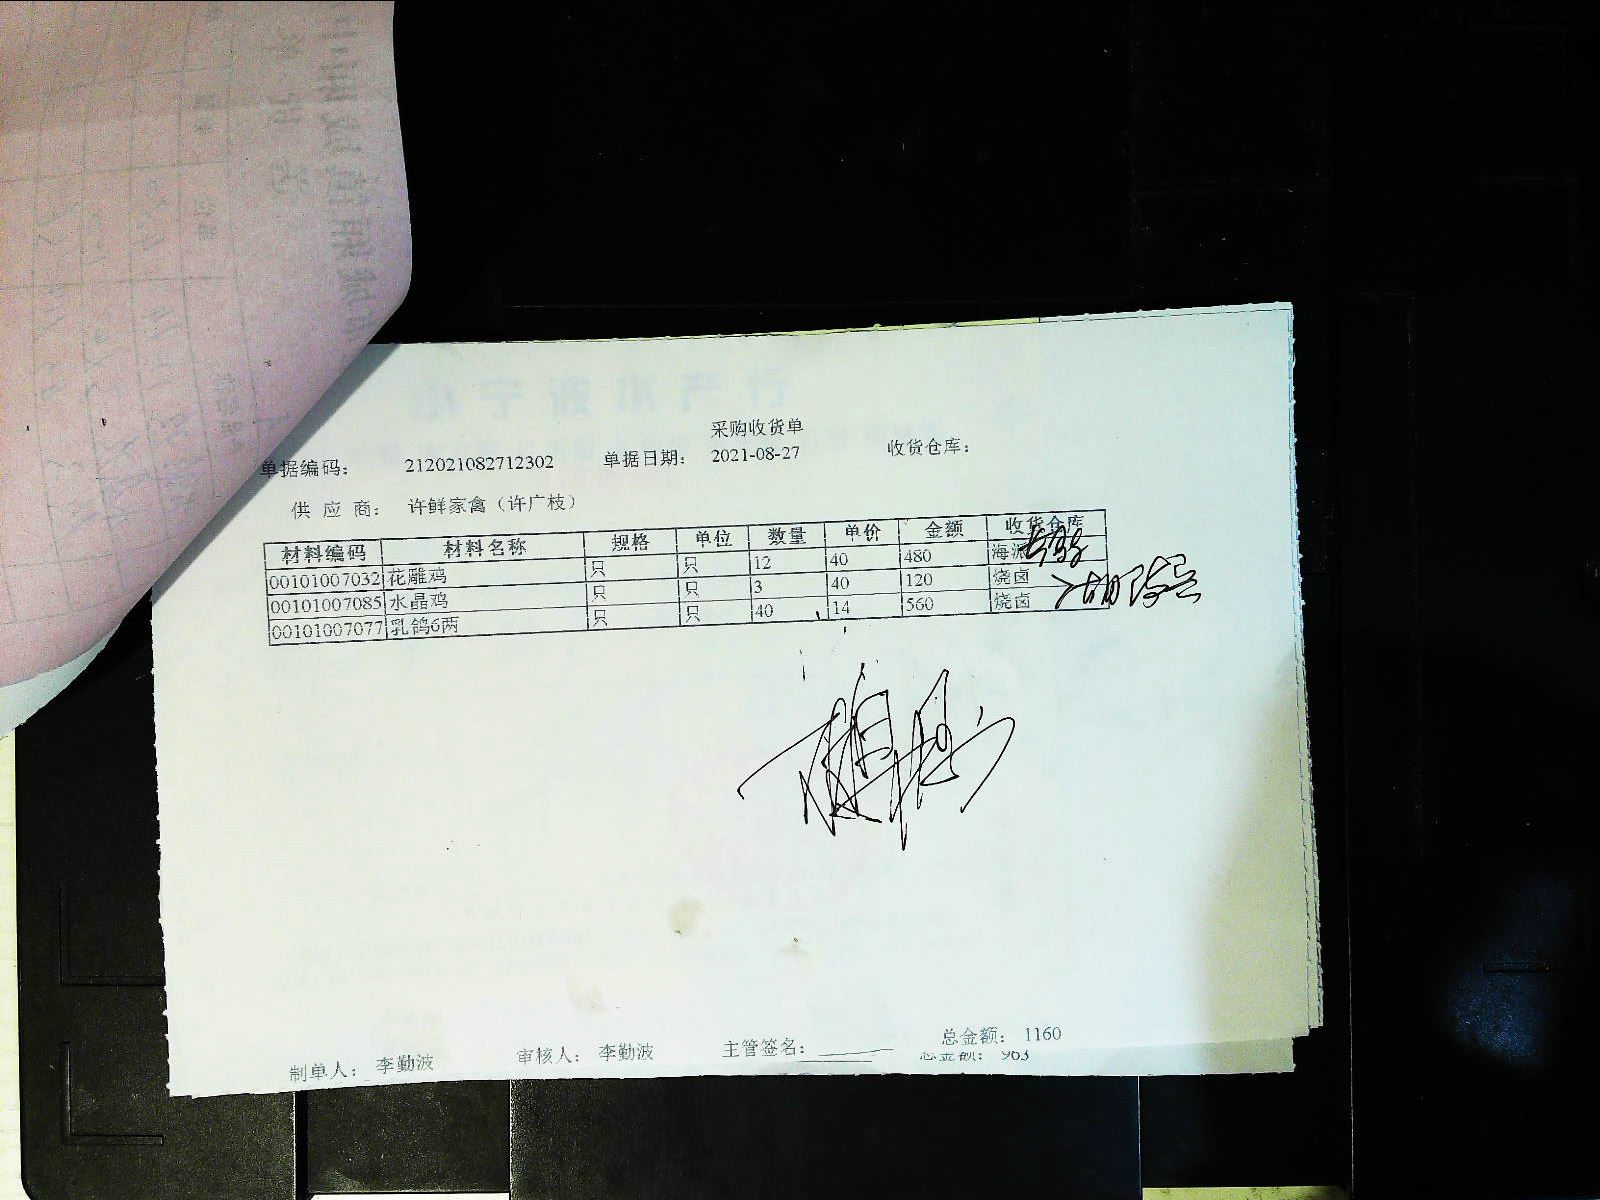 采购收货单
单据编码： 212021082712302 单据日期： 2021-08-27 收货仓库：
供 应 商： 许鲜家禽（许广枝）
材料编码 材料名称 规格 单位 数量 单价 金额 收货仓库
00101007032 花雕鸡 只 只 12 40 480 海派
00101007085 水晶鸡 只 只 3 40 120 烧卤
00101007077 乳鸽6两 只 只 40 14 560 烧卤
总金额： 1160
制单人： 李勤波 审核人： 李勤波 主管签名：
总金额： 963